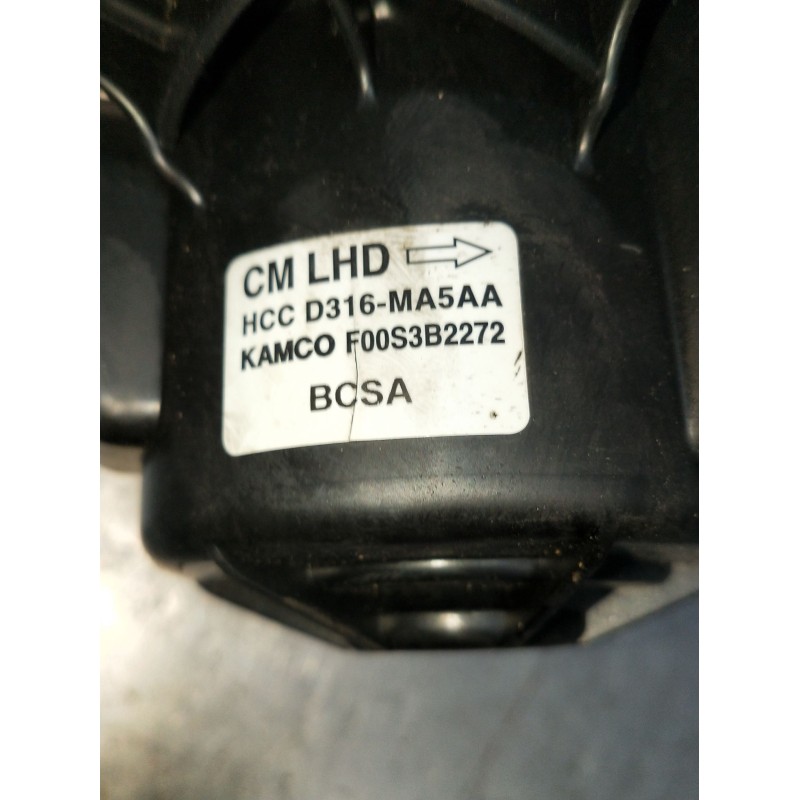 CM LHD
HCC D316-MA5AA
KAMCO F00S3B2272
BCSA